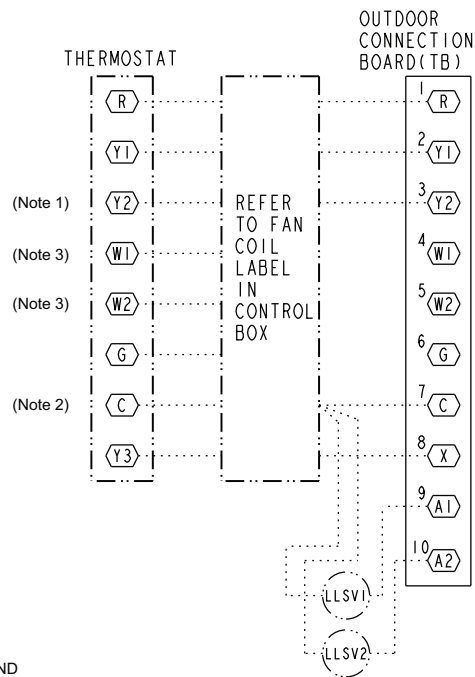 OUTDOOR
CONNECTION
BOARD(TB)
THERMOSTAT
R
1 R
Y1
2 Y1
(Note 1) Y2
3 Y2
(Note 3) W1
4 W1
(Note 3) W2
5 W2
G
6 G
(Note 2) C
7 C
Y3
8 X
9 A1
10 A2
REFER
TO FAN
COIL
LABEL
IN
CONTROL
BOX
LLSV1
LLSV2
ND